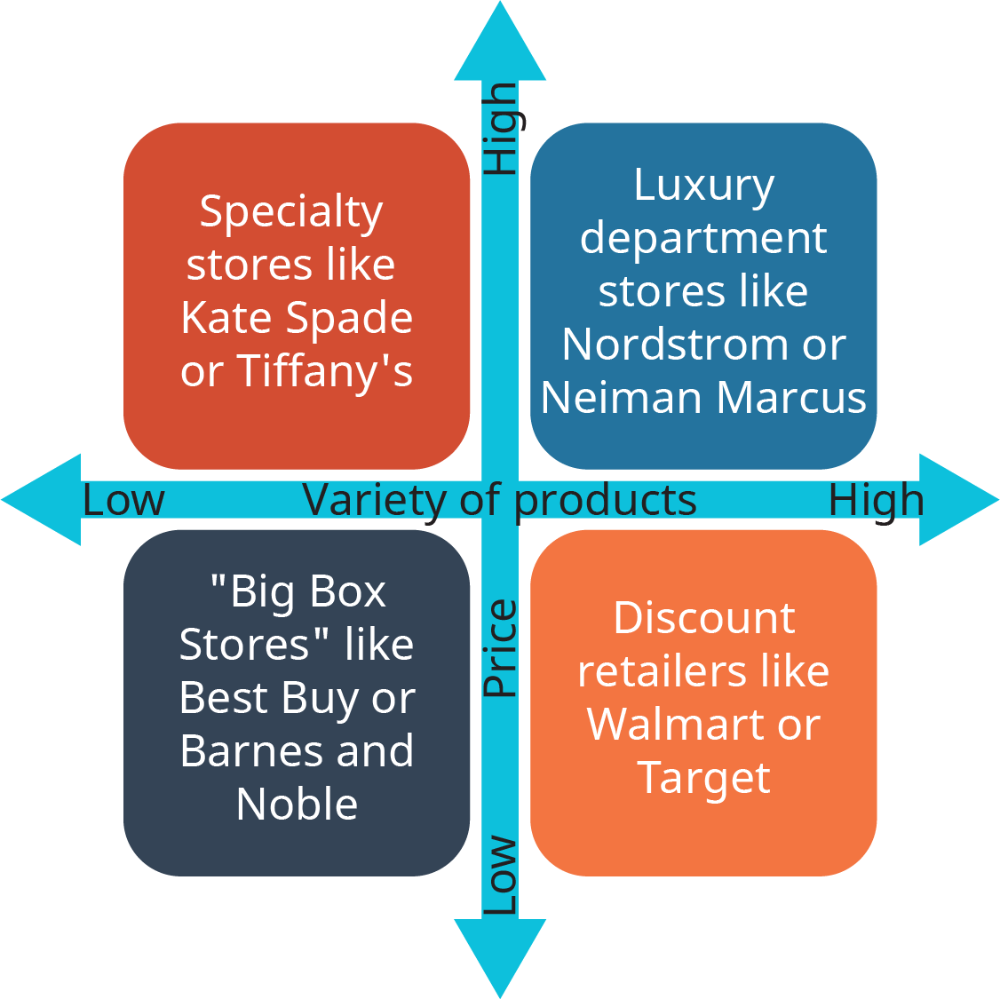 High
Specialty
stores like
Kate Spade
or Tiffany's
Luxury
department
stores like
Nordstrom or
Neiman Marcus
Low
Variety of products
High
"Big Box
Stores" like
Best Buy or
Barnes and
Noble
Price
Discount
retailers like
Walmart or
Target
Low